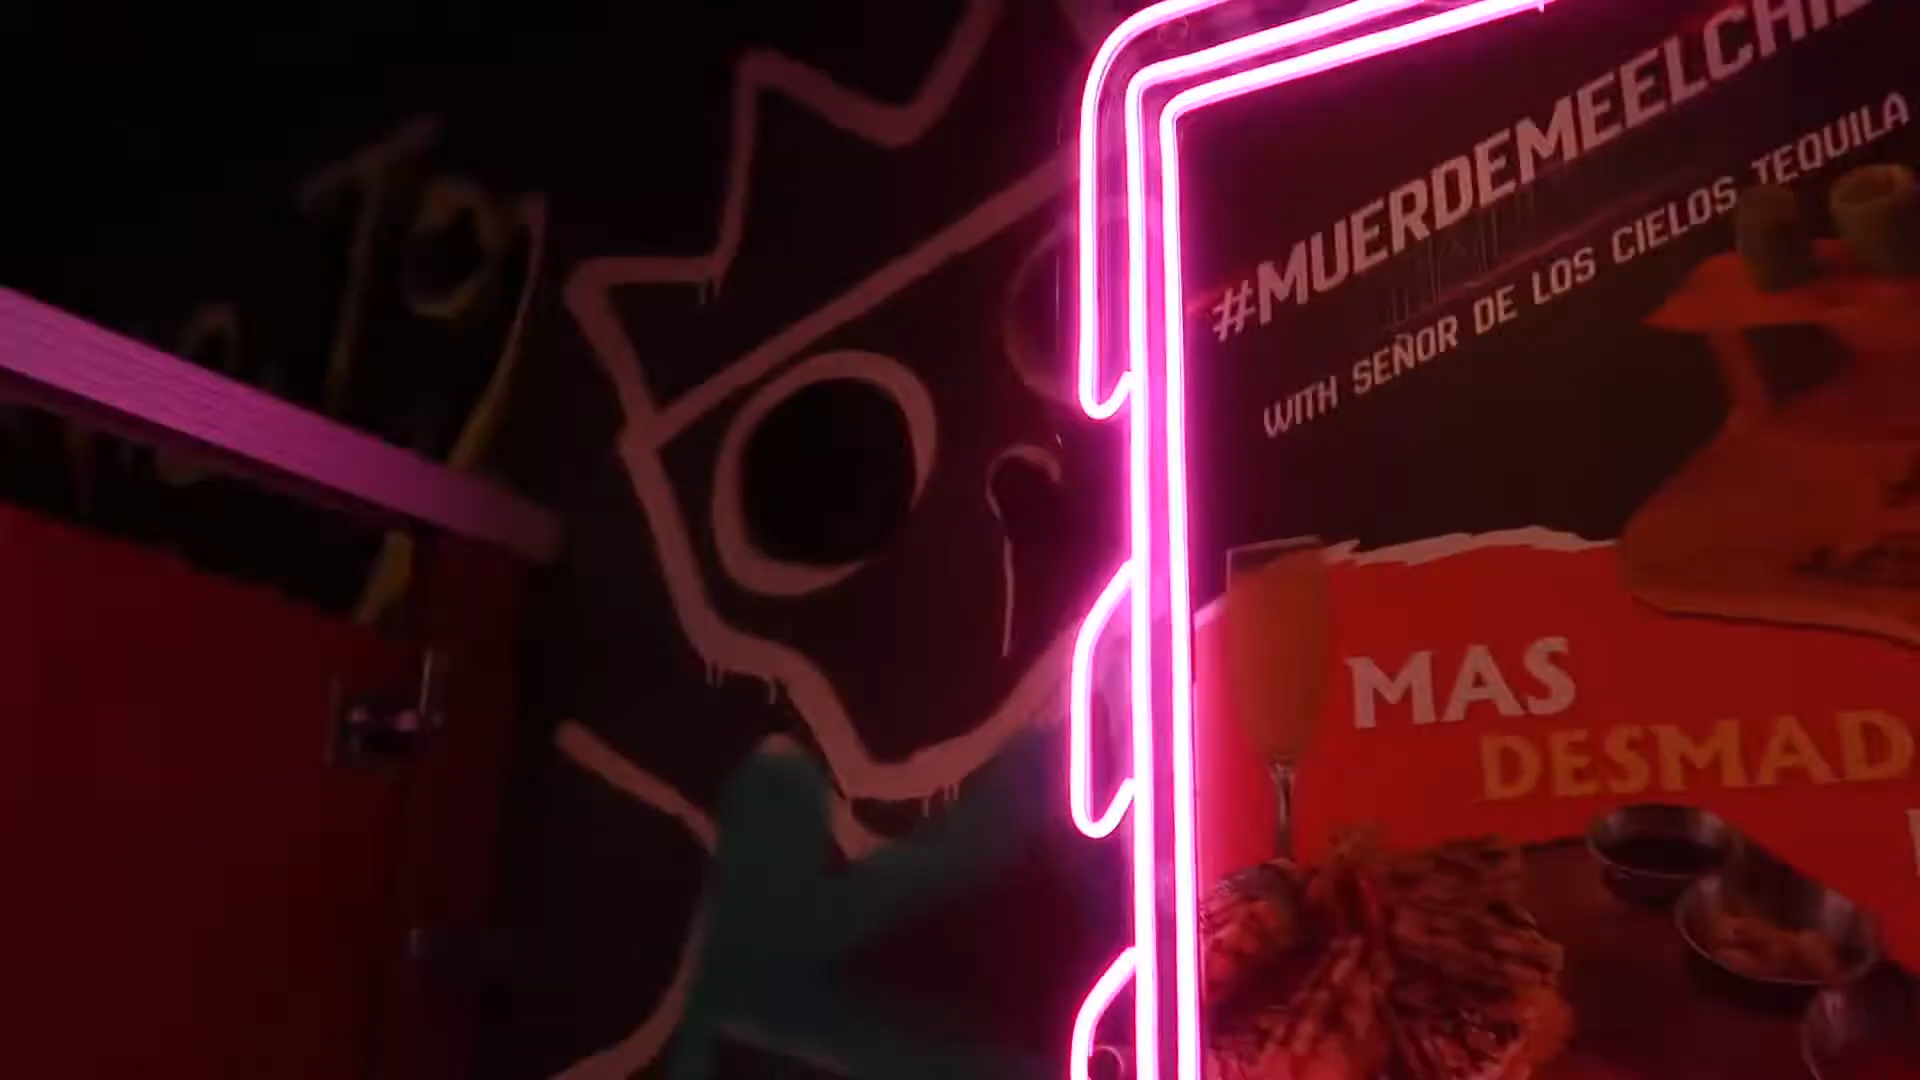 #MUERDEMEELCHI
WITH SEÑOR DE LOS CIELOS TEQUILA
MAS
DESMAD